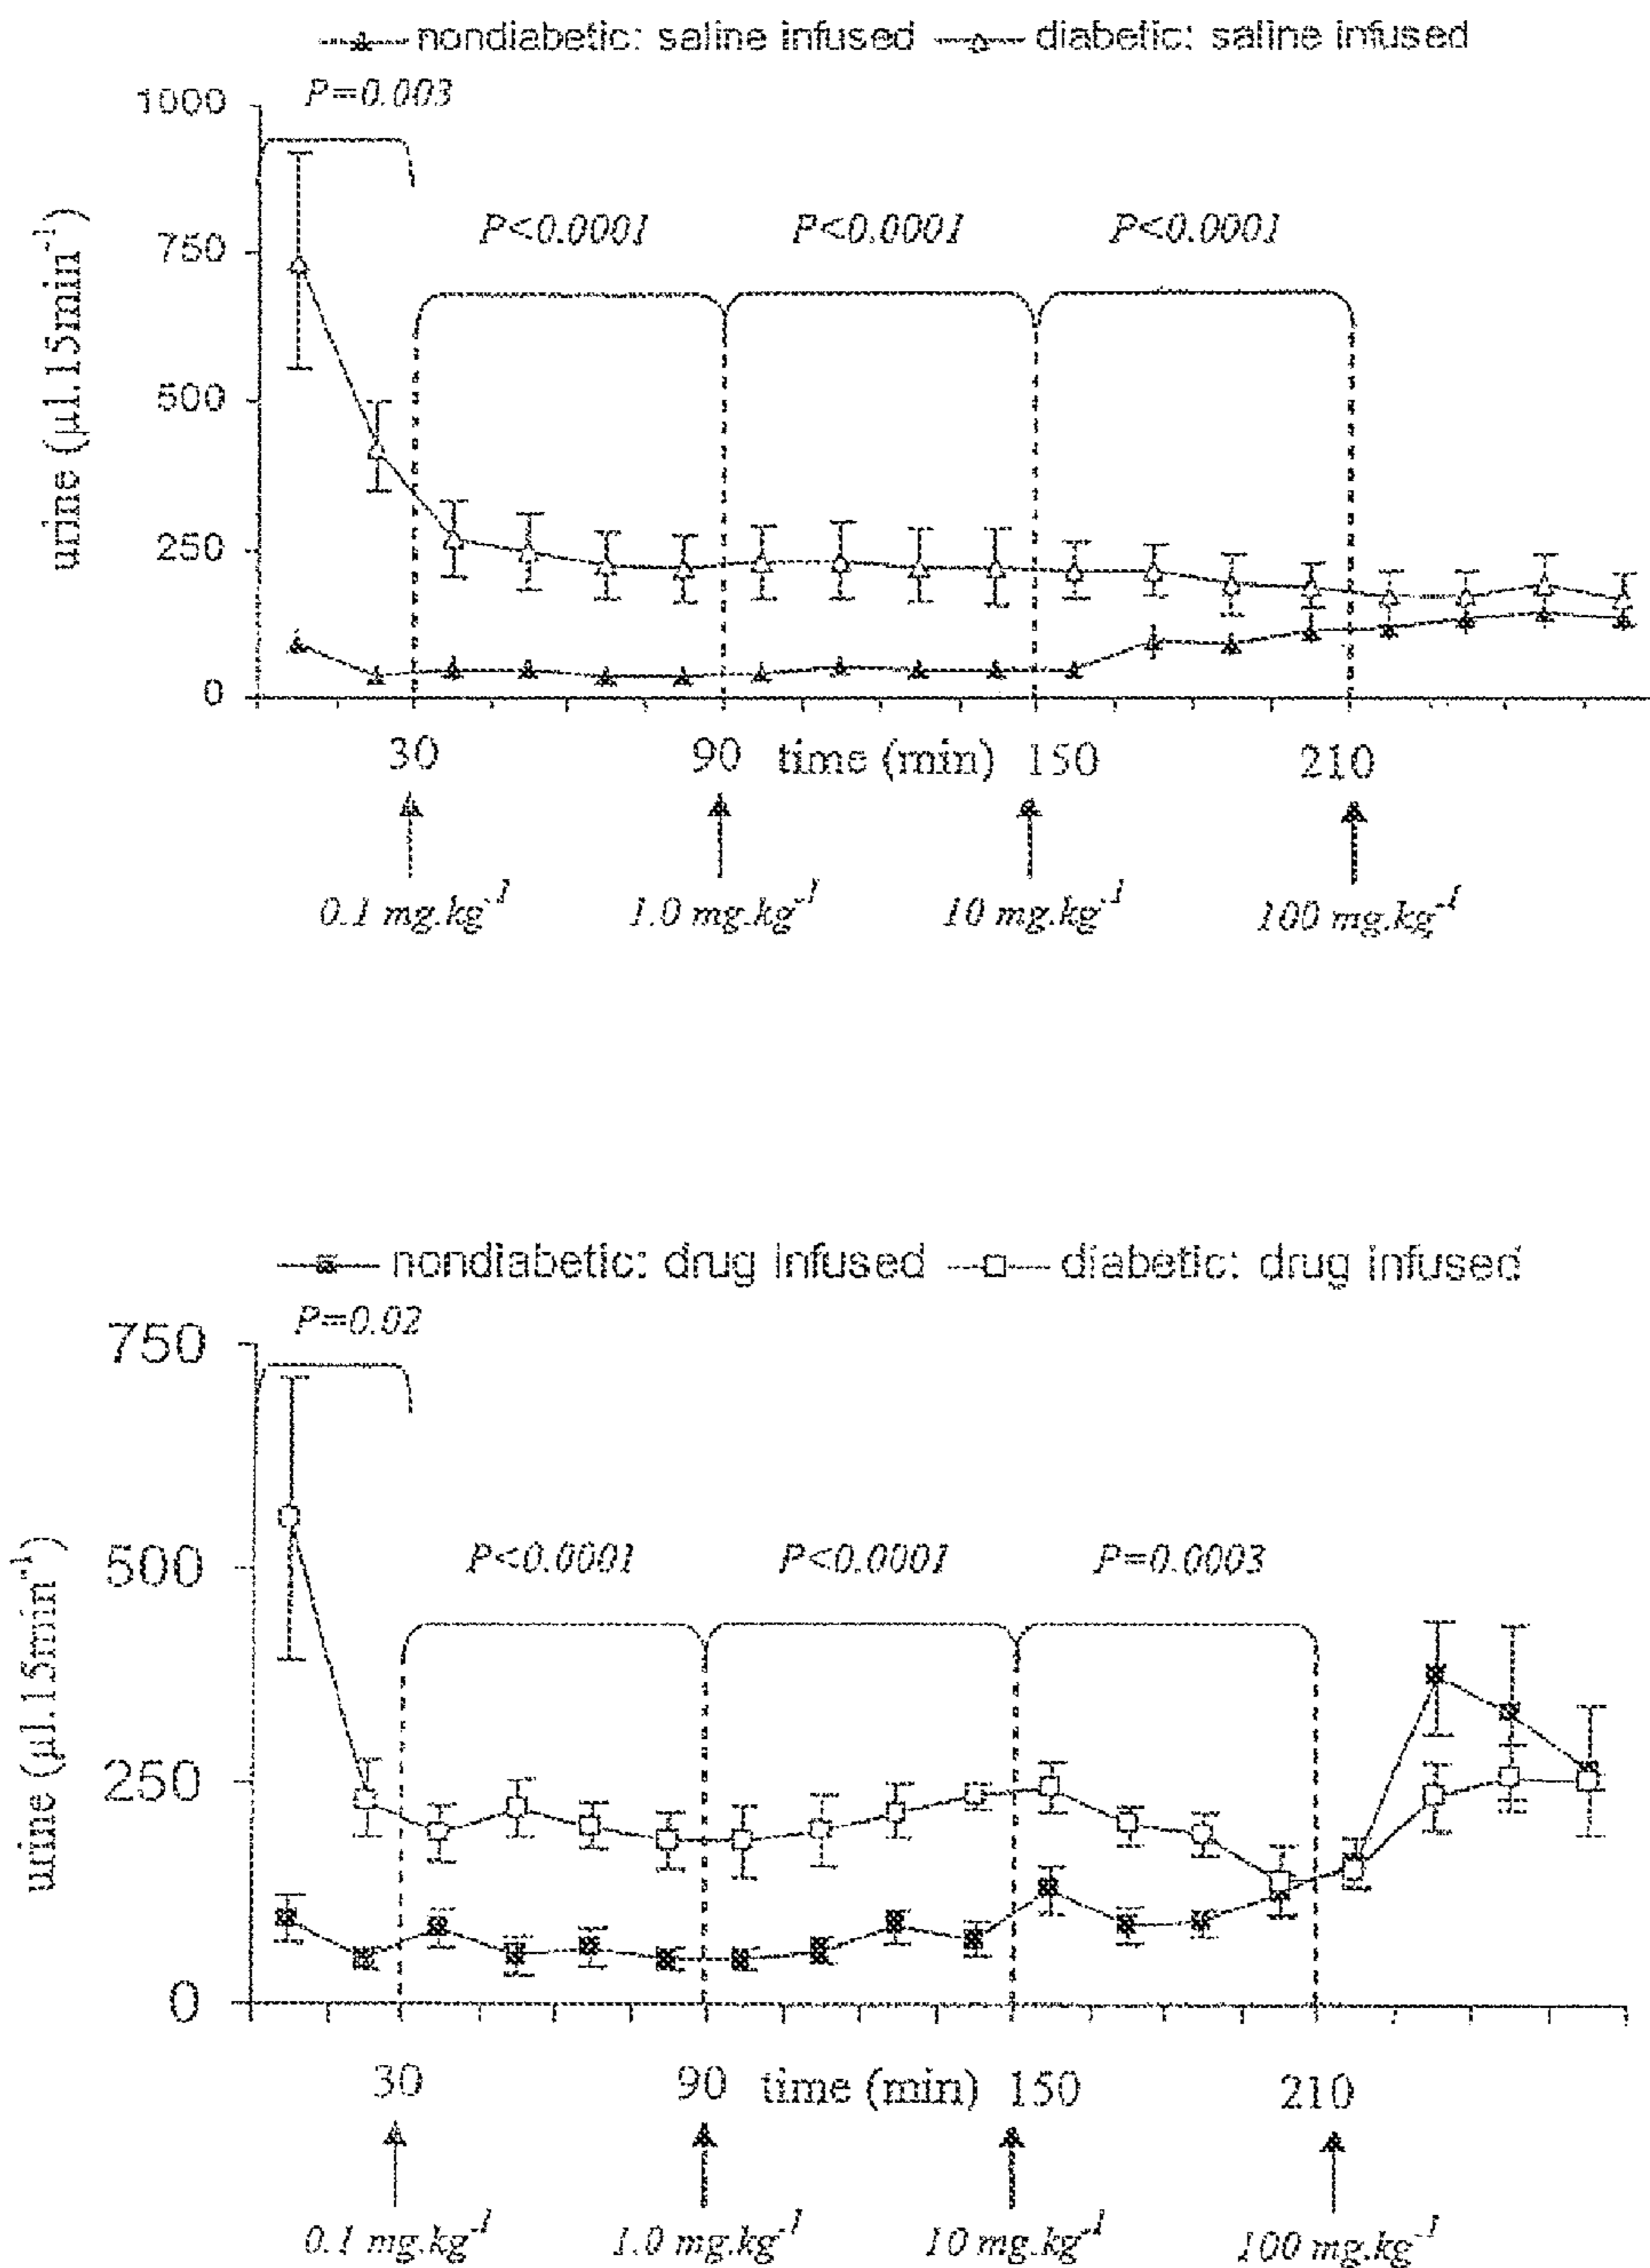 nondiabetic: saline infused diabetic: saline infused
P=0.003
1000
750
500
250
0
urine (µl.15min⁻¹)
P<0.0001 P<0.0001 P<0.0001
30 90 time (min) 150 210
0.1 mg.kg⁻¹ 1.0 mg.kg⁻¹ 10 mg.kg⁻¹ 100 mg.kg⁻¹
nondiabetic: drug infused diabetic: drug infused
P=0.02
750
500
250
0
urine (µl.15min⁻¹)
P<0.0001 P<0.0001 P=0.0003
30 90 time (min) 150 210
0.1 mg.kg⁻¹ 1.0 mg.kg⁻¹ 10 mg.kg⁻¹ 100 mg.kg⁻¹